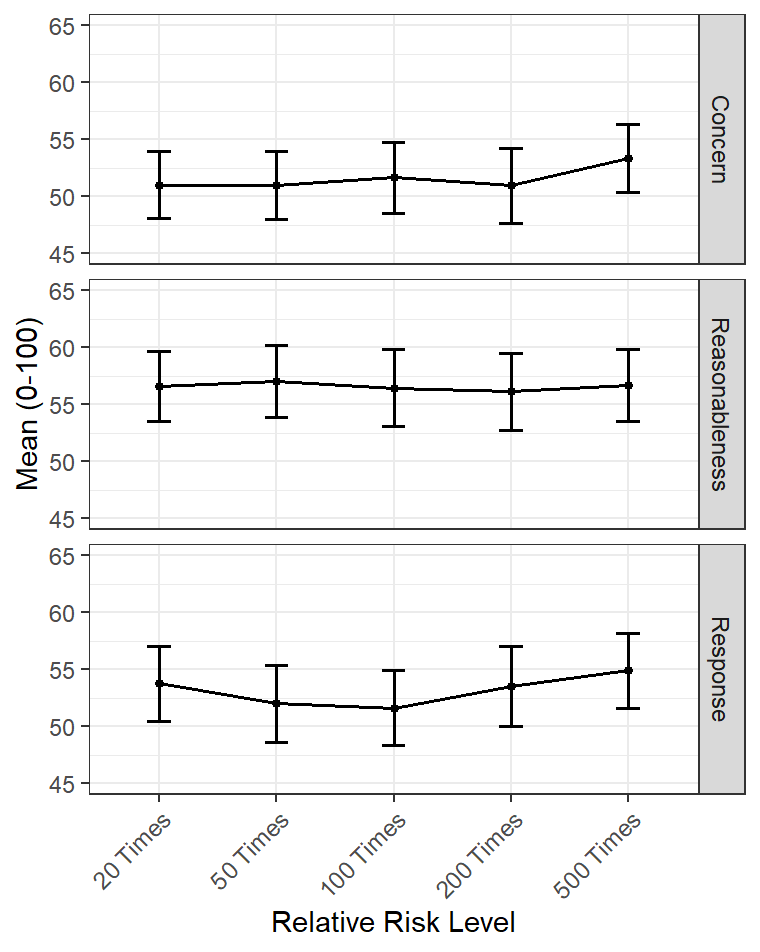 65
60
55
50
45
Concern
65
60
55
50
45
Reasonableness
65
60
55
50
45
Response
Mean (0-100)
20 Times
50 Times
100 Times
200 Times
500 Times
Relative Risk Level